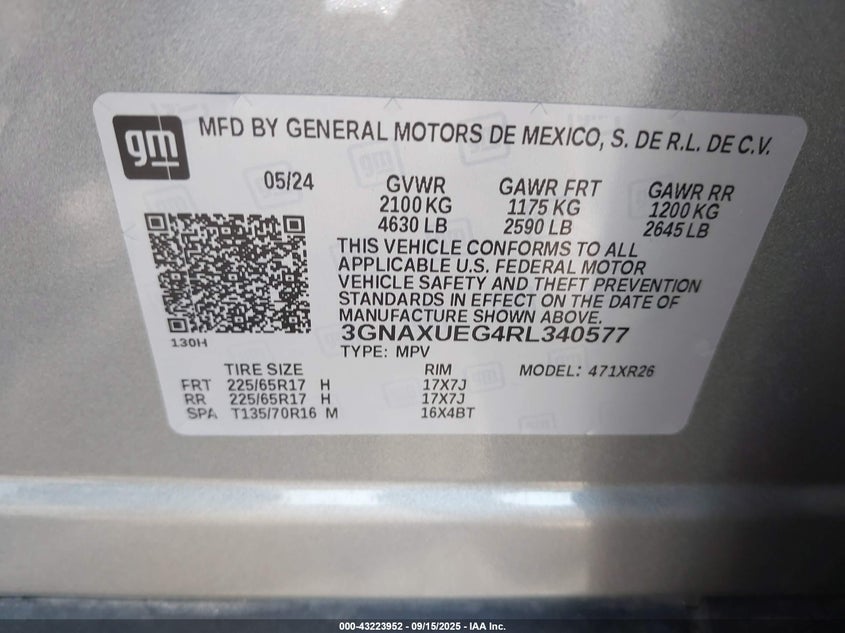 gm
MFD BY GENERAL MOTORS DE MEXICO, S. DE R.L. DE C.V.
05/24 GVWR GAWR FRT GAWR RR
2100 KG 1175 KG 1200 KG
4630 LB 2590 LB 2645 LB
THIS VEHICLE CONFORMS TO ALL
APPLICABLE U.S. FEDERAL MOTOR
VEHICLE SAFETY AND THEFT PREVENTION
STANDARDS IN EFFECT ON THE DATE OF
MANUFACTURE SHOWN ABOVE.
130H 3GNAXUEG4RL340577
TYPE: MPV
TIRE SIZE RIM MODEL: 471XR26
FRT 225/65R17 H 17X7J
RR 225/65R17 H 17X7J
SPA T135/70R16 M 16X4BT
000-43223952 - 09/15/2025 - IAA Inc.